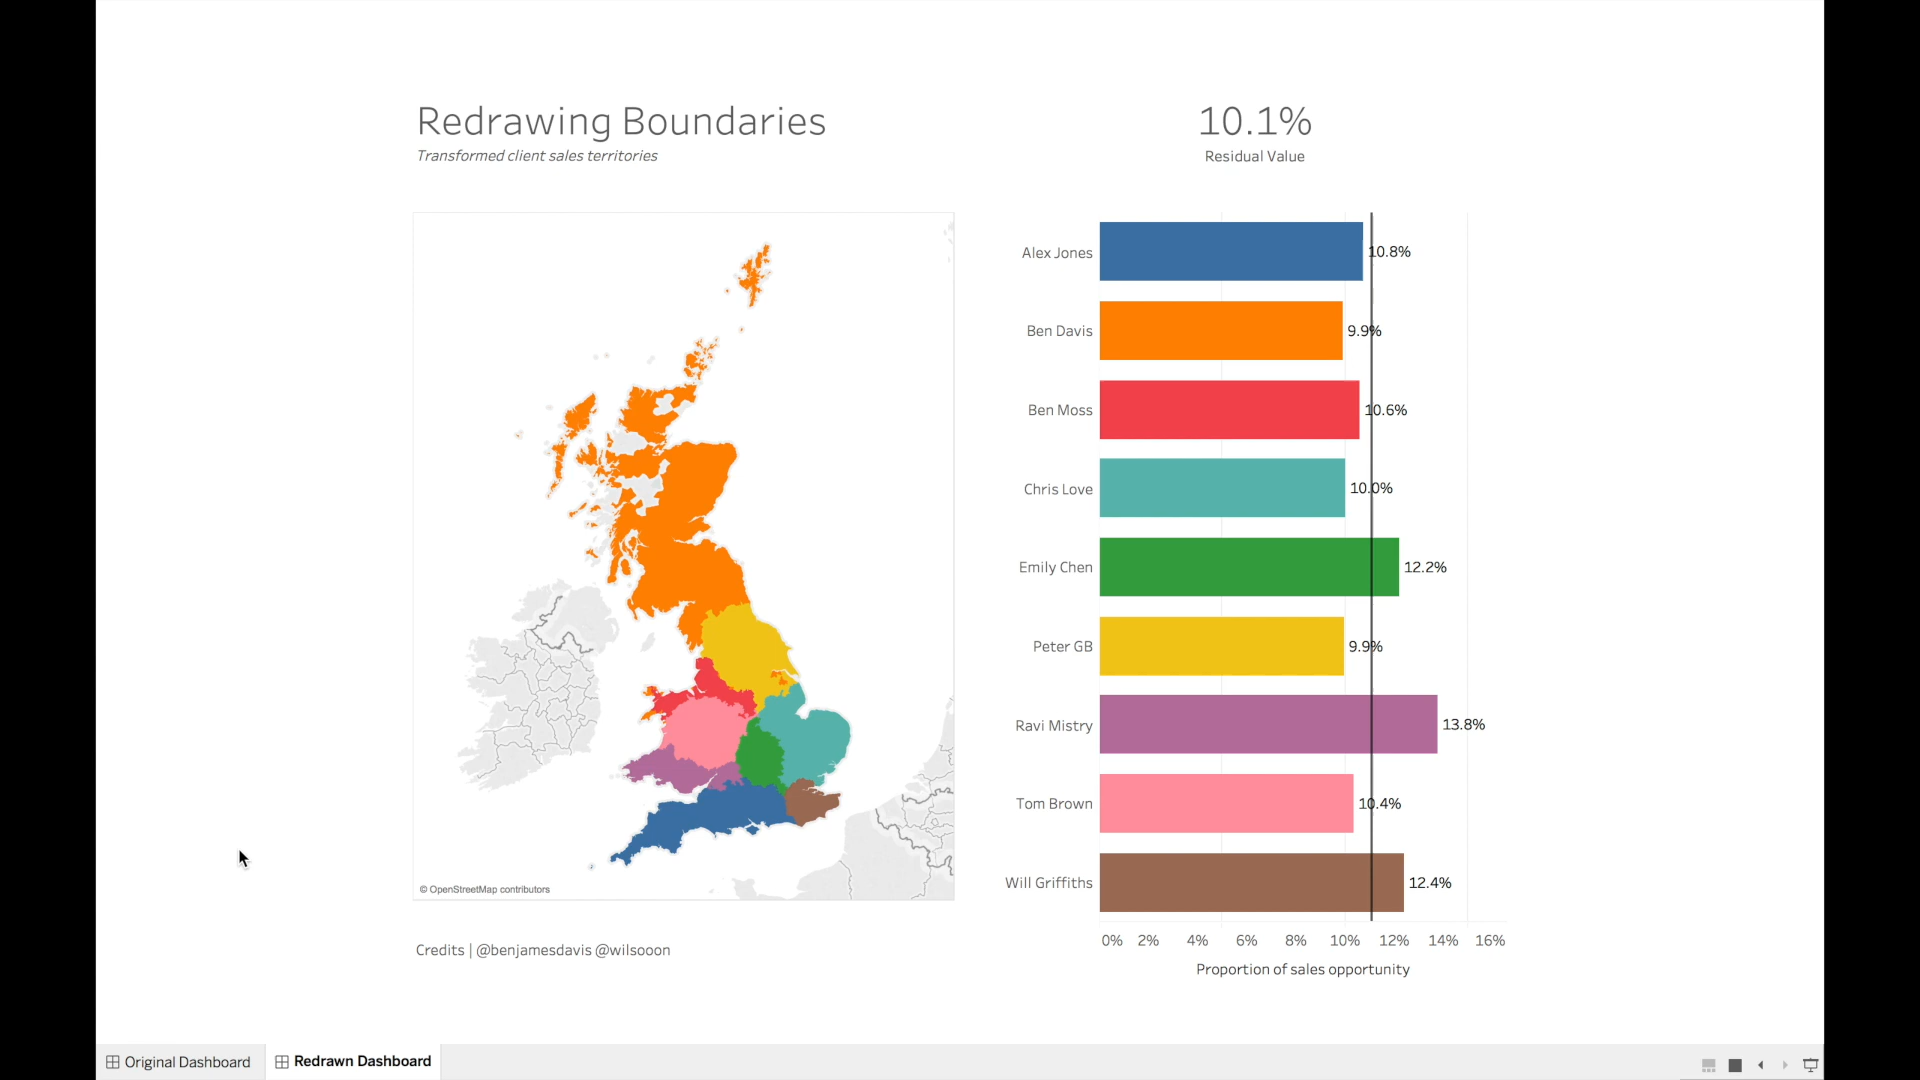 Redrawing Boundaries
Transformed client sales territories
10.1%
Residual Value
Alex Jones 10.8%
Ben Davis 9.9%
Ben Moss 10.6%
Chris Love 10.0%
Emily Chen 12.2%
Peter GB 9.9%
Ravi Mistry 13.8%
Tom Brown 10.4%
Will Griffiths 12.4%
0% 2% 4% 6% 8% 10% 12% 14% 16%
Proportion of sales opportunity
© OpenStreetMap contributors
Credits | @benjamesdavis @wilsooon
Original Dashboard Redrawn Dashboard